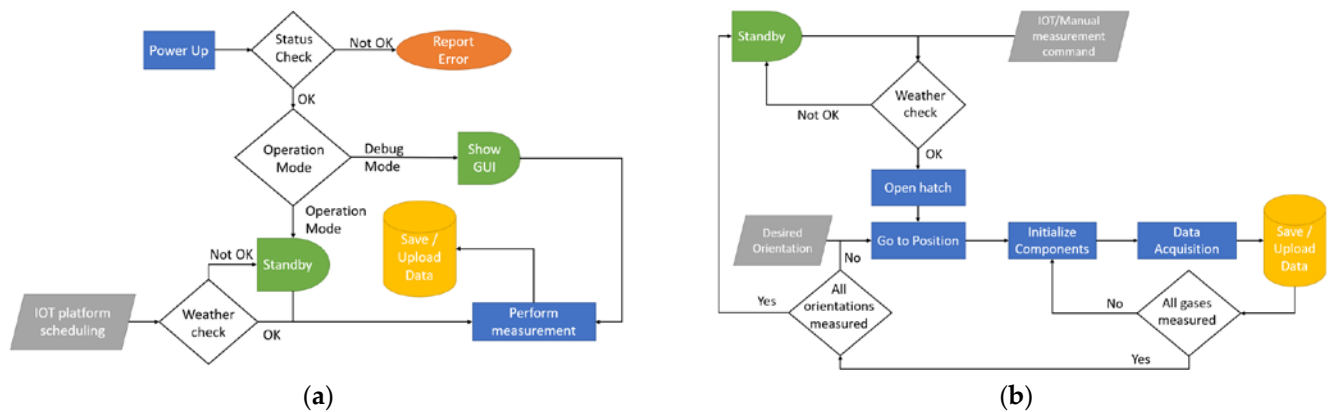 Power Up
Status
Check
Not OK
Report
Error
OK
Operation
Mode
Debug
Mode
Show
GUI
Operation
Mode
Not OK
Standby
Save /
Upload
Data
IOT platform
scheduling
Weather
check
OK
Perform
measurement
(a)
Standby
IOT/Manual
measurement
command
Weather
check
Not OK
OK
Open hatch
Desired
Orientation
Go to Position
Initialize
Components
Data
Acquisition
Save /
Upload
Data
No
All
orientations
measured
Yes
No
All gases
measured
Yes
(b)